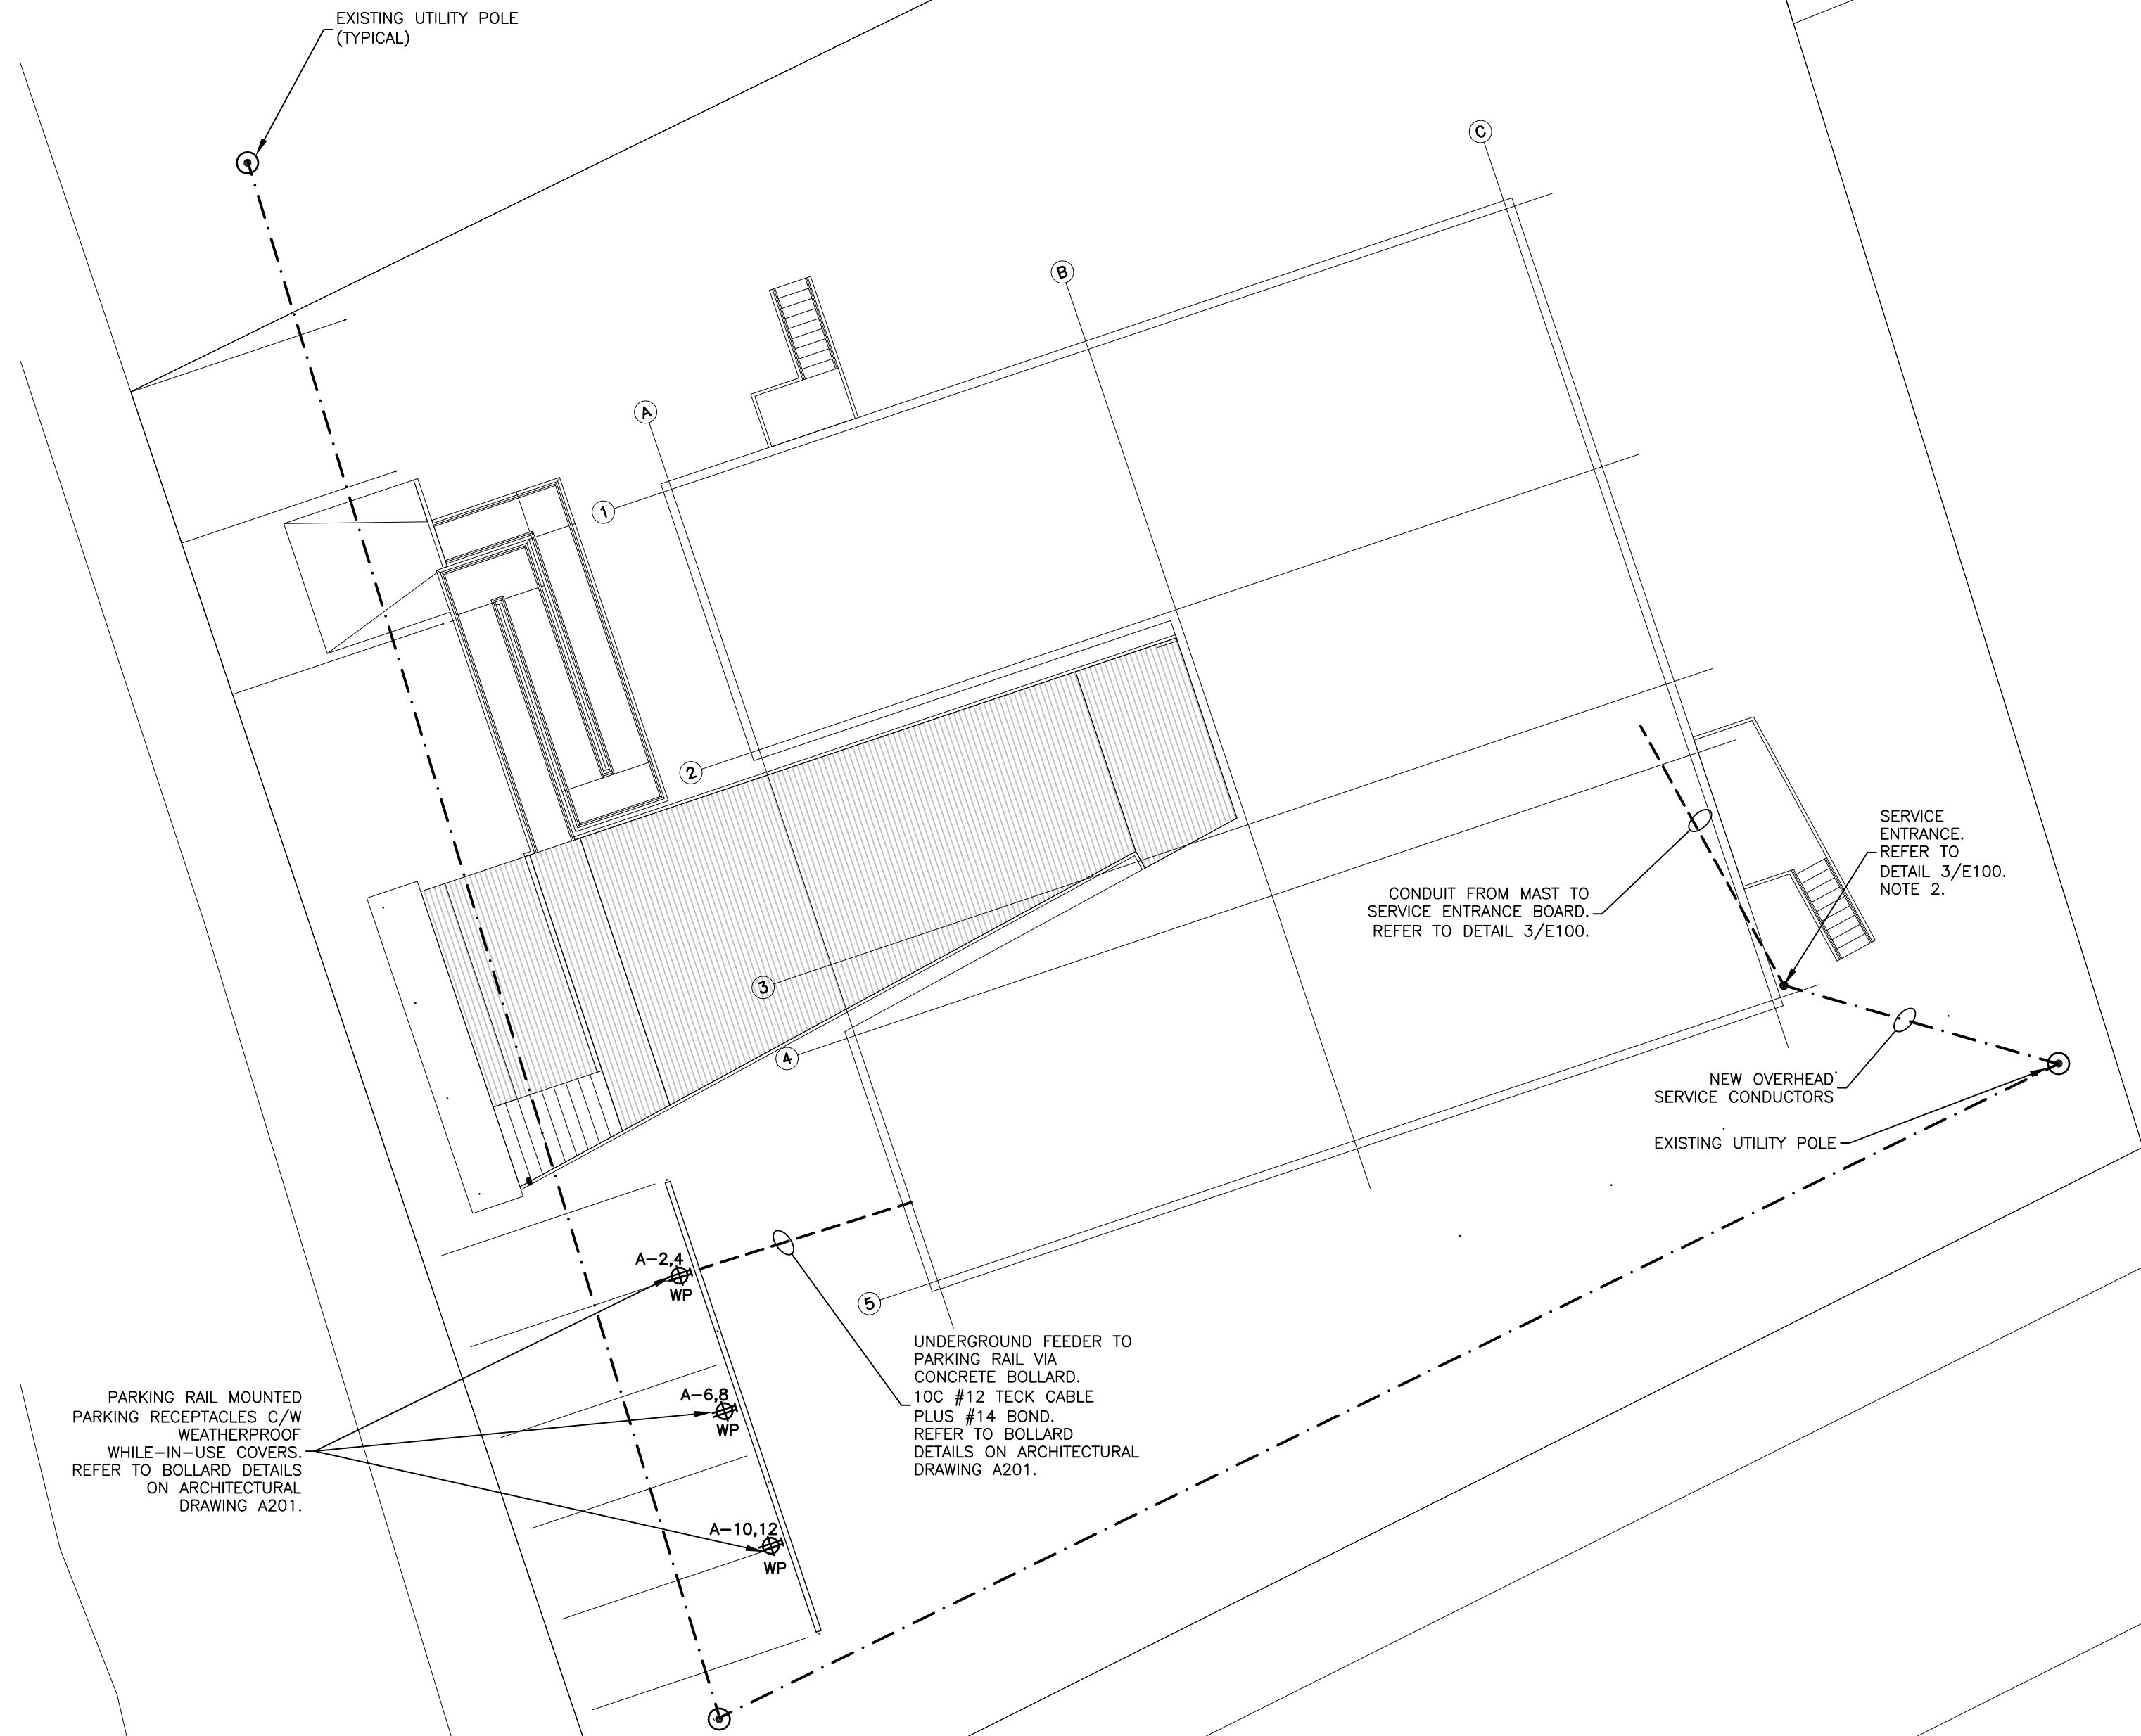 EXISTING UTILITY POLE
(TYPICAL)
C
B
A
1
2
3
4
5
SERVICE
ENTRANCE.
REFER TO
DETAIL 3/E100.
NOTE 2.
CONDUIT FROM MAST TO
SERVICE ENTRANCE BOARD.
REFER TO DETAIL 3/E100.
NEW OVERHEAD
SERVICE CONDUCTORS
EXISTING UTILITY POLE
A-2,4
WP
A-6,8
WP
A-10,12
WP
UNDERGROUND FEEDER TO
PARKING RAIL VIA
CONCRETE BOLLARD.
10C #12 TECK CABLE
PLUS #14 BOND.
REFER TO BOLLARD
DETAILS ON ARCHITECTURAL
DRAWING A201.
PARKING RAIL MOUNTED
PARKING RECEPTACLES C/W
WEATHERPROOF
WHILE-IN-USE COVERS.
REFER TO BOLLARD DETAILS
ON ARCHITECTURAL
DRAWING A201.